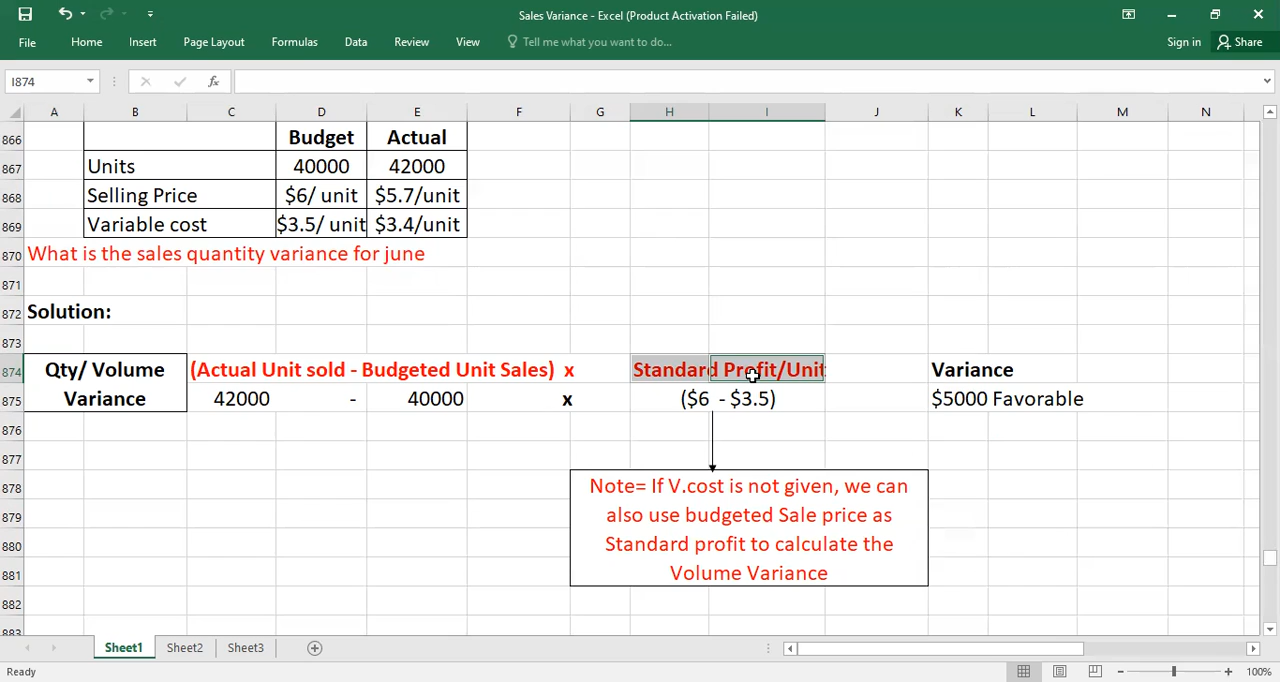 Sales Variance - Excel (Product Activation Failed)
File Home Insert Page Layout Formulas Data Review View Tell me what you want to do... Sign in Share
I874 fx
A B C D E F G H I J K L M N
866 Budget Actual
867 Units 40000 42000
868 Selling Price $6/ unit $5.7/unit
869 Variable cost $3.5/ unit $3.4/unit
870 What is the sales quantity variance for june
871
872 Solution:
873
874 Qty/ Volume (Actual Unit sold - Budgeted Unit Sales) x Standard Profit/Unit Variance
875 Variance 42000 - 40000 x ($6 - $3.5) $5000 Favorable
876
877
878 Note= If V.cost is not given, we can
879 also use budgeted Sale price as
880 Standard profit to calculate the
881 Volume Variance
882
883
Sheet1 Sheet2 Sheet3
Ready 100%